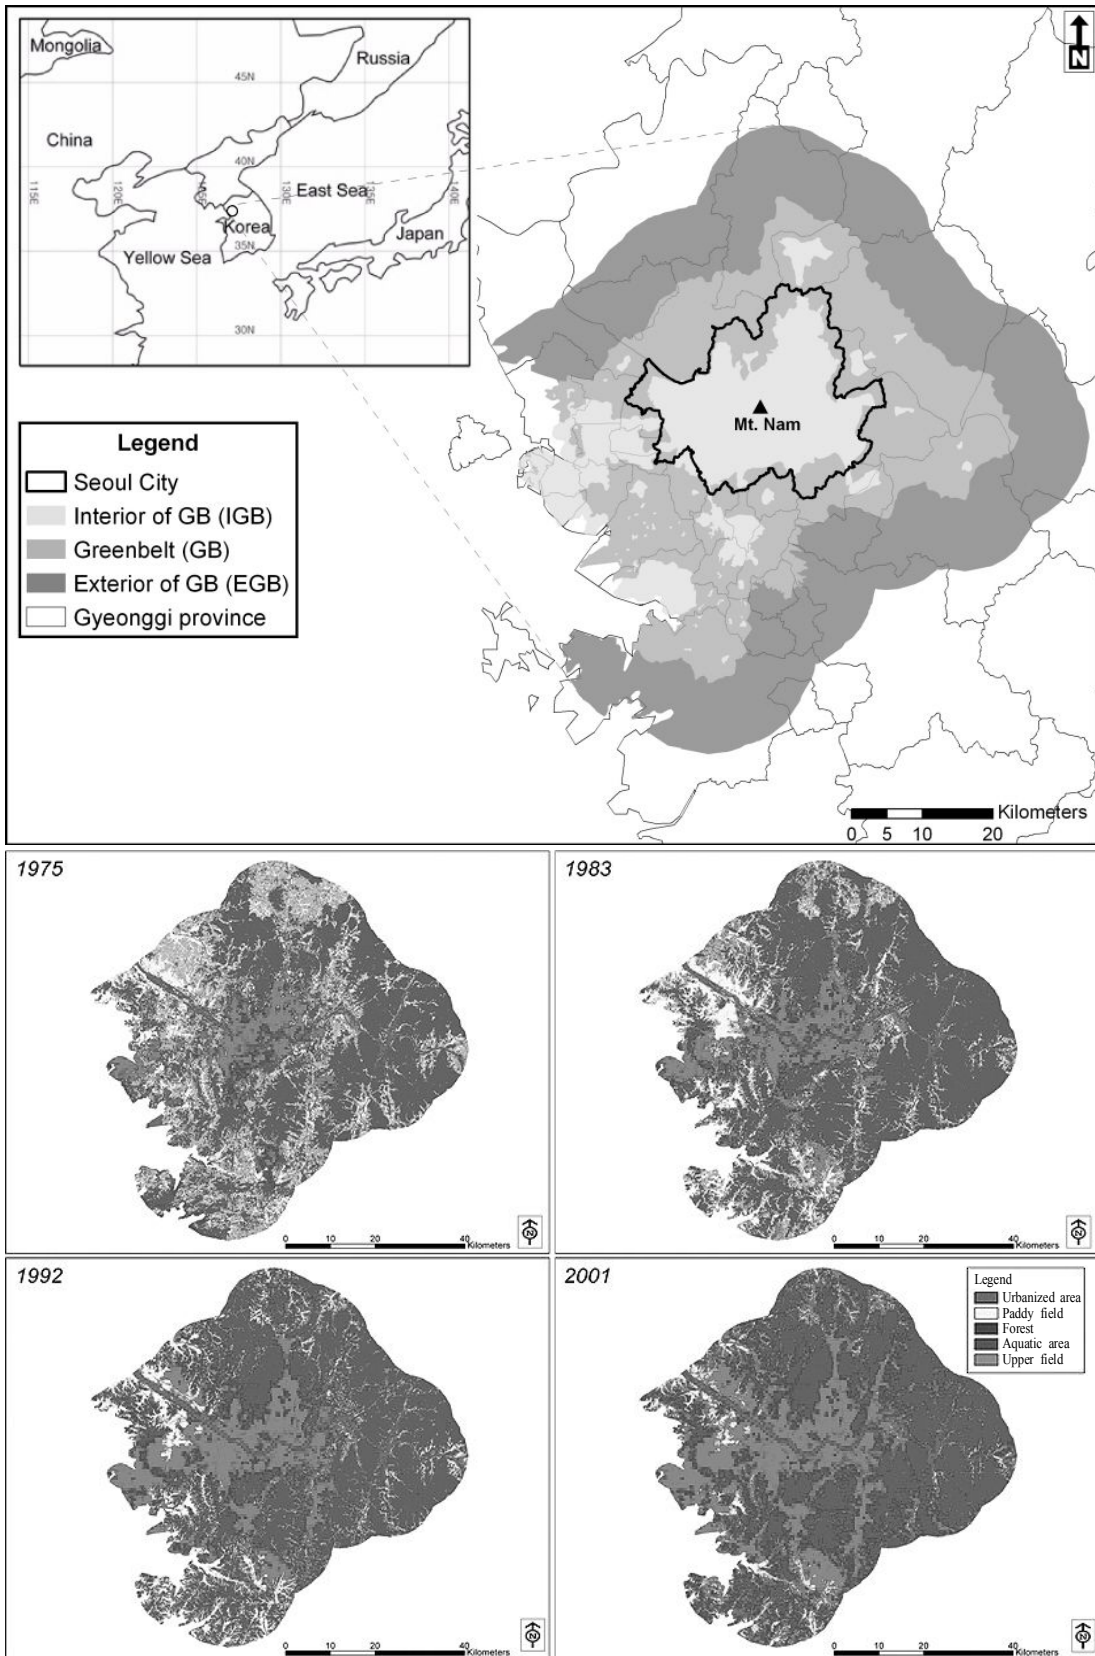 Mongolia
Russia
45N
China
40N
115E
120E
130E
135E
140E
East Sea
Korea
Japan
35N
Yellow Sea
30N
N
Mt. Nam
Legend
Seoul City
Interior of GB (IGB)
Greenbelt (GB)
Exterior of GB (EGB)
Gyeonggi province
Kilometers
0 5 10 20
1975
N
0 10 20 40
Kilometers
1983
N
0 10 20 40
Kilometers
1992
N
0 10 20 40
Kilometers
2001
Legend
Urbanized area
Paddy field
Forest
Aquatic area
Upper field
N
0 10 20 40
Kilometers